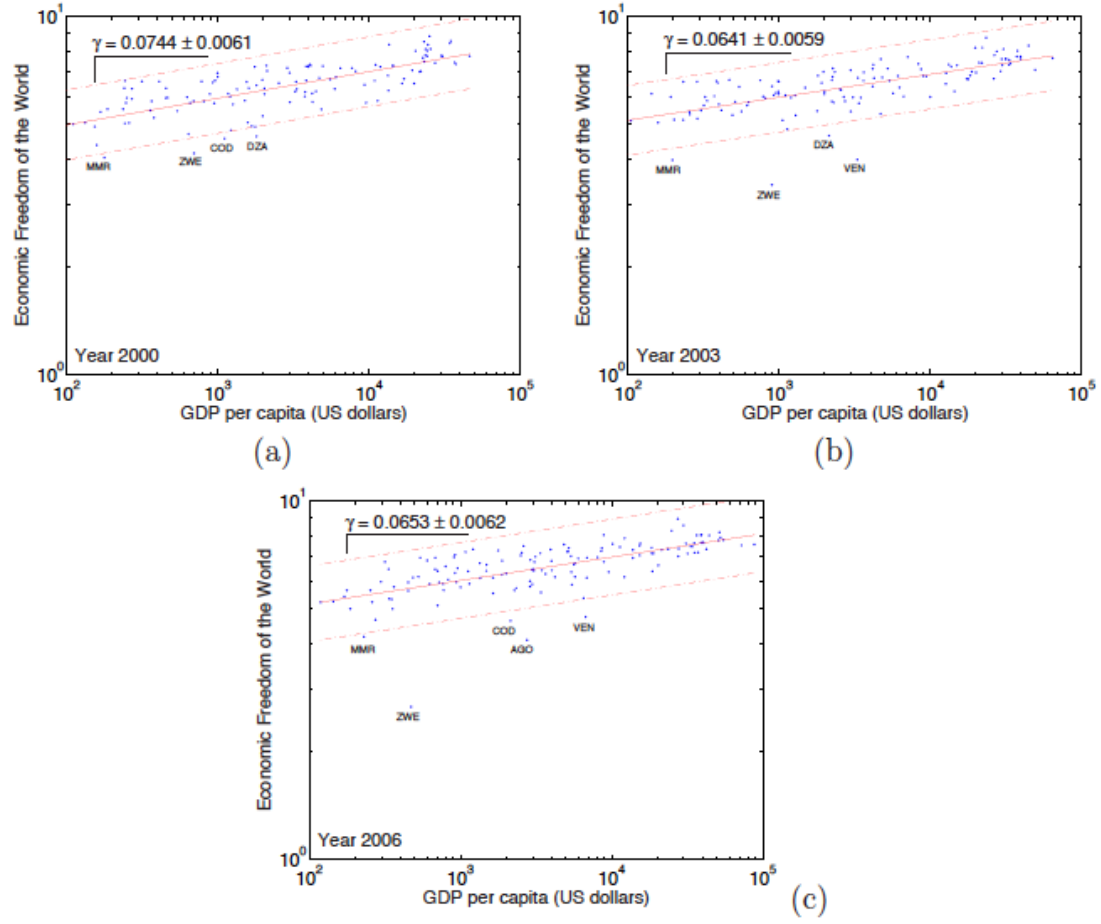 10^1
γ = 0.0744 ± 0.0061
Economic Freedom of the World
MMR
ZWE
COD
DZA
Year 2000
10^0
10^2
10^3
10^4
10^5
GDP per capita (US dollars)
(a)
10^1
γ = 0.0641 ± 0.0059
Economic Freedom of the World
MMR
ZWE
DZA
VEN
Year 2003
10^0
10^2
10^3
10^4
10^5
GDP per capita (US dollars)
(b)
10^1
γ = 0.0653 ± 0.0062
Economic Freedom of the World
MMR
ZWE
COD
AGO
VEN
Year 2006
10^0
10^2
10^3
10^4
10^5
GDP per capita (US dollars)
(c)